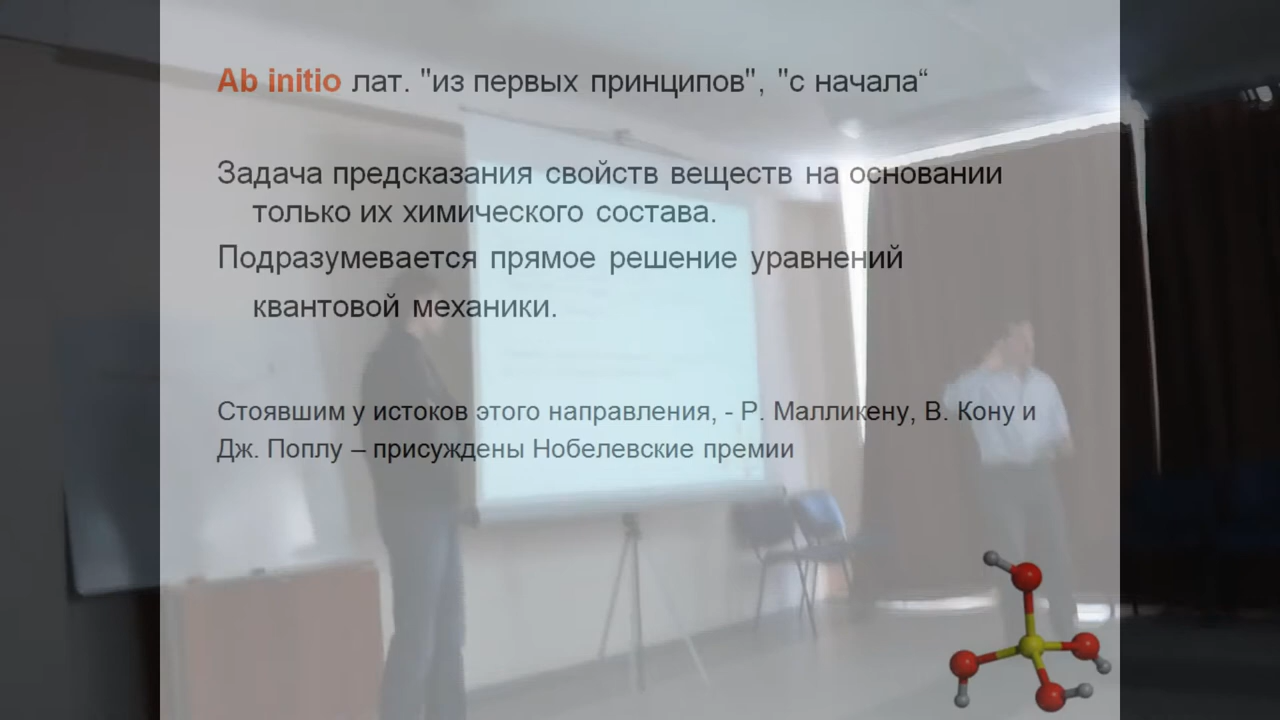 Ab initio лат. "из первых принципов", "с начала“
Задача предсказания свойств веществ на основании
только их химического состава.
Подразумевается прямое решение уравнений
квантовой механики.
Стоявшим у истоков этого направления, - Р. Малликену, В. Кону и
Дж. Поплу – присуждены Нобелевские премии